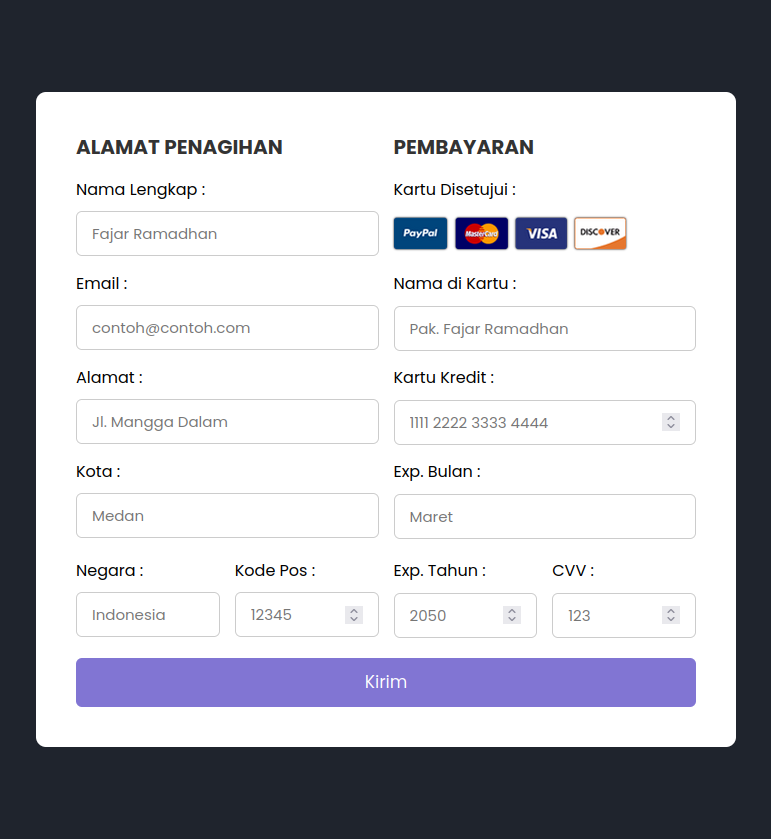 ALAMAT PENAGIHAN
Nama Lengkap :
Fajar Ramadhan
Email :
contoh@contoh.com
Alamat :
Jl. Mangga Dalam
Kota :
Medan
Negara :
Indonesia
Kode Pos :
12345
PEMBAYARAN
Kartu Disetujui :
PayPal MasterCard VISA DISCOVER
Nama di Kartu :
Pak. Fajar Ramadhan
Kartu Kredit :
1111 2222 3333 4444
Exp. Bulan :
Maret
Exp. Tahun :
2050
CVV :
123
Kirim